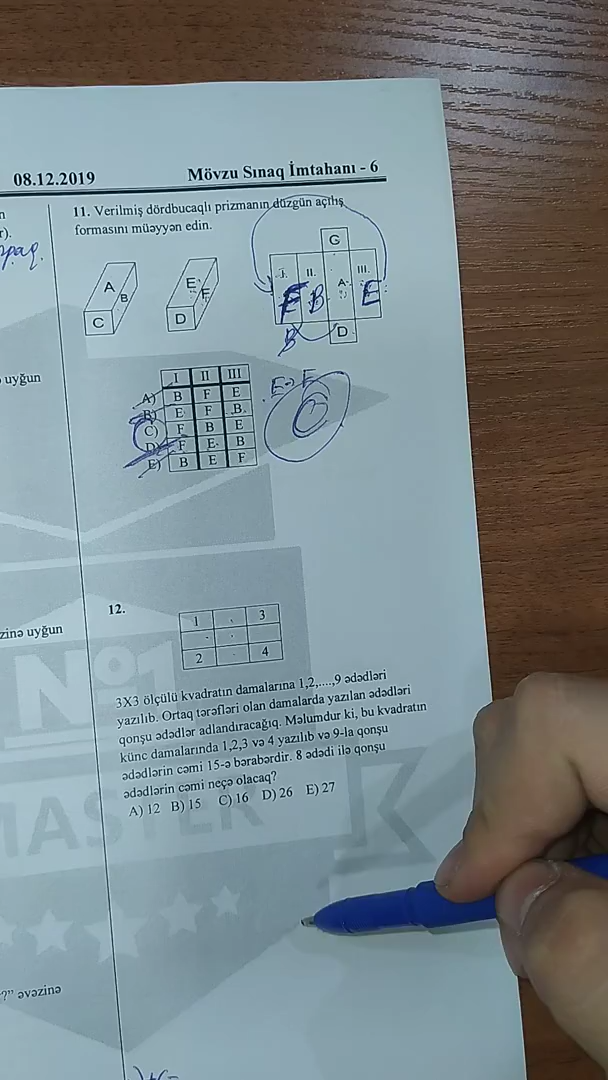 08.12.2019
Mövzu Sınaq İmtahanı - 6
11. Verilmiş dördbucaqlı prizmanın düzgün açılış
formasını müəyyən edin.
A B C
E F D
G
I. II. A III.
F B E
B D
E → F
I II III
A) B F E
B) E F B
C) F B E
D) F E B
E) B E F
uyğun
12.
1 3
2 4
zinə uyğun
3X3 ölçülü kvadratın damalarına 1,2,....,9 ədədləri
yazılıb. Ortaq tərəfləri olan damalarda yazılan ədədləri
qonşu ədədlər adlandıracağıq. Məlumdur ki, bu kvadratın
künc damalarında 1,2,3 və 4 yazılıb və 9-la qonşu
ədədlərin cəmi 15-ə bərabərdir. 8 ədədi ilə qonşu
ədədlərin cəmi neçə olacaq?
A) 12 B) 15 C) 16 D) 26 E) 27
№1
MASTER
?" əvəzinə